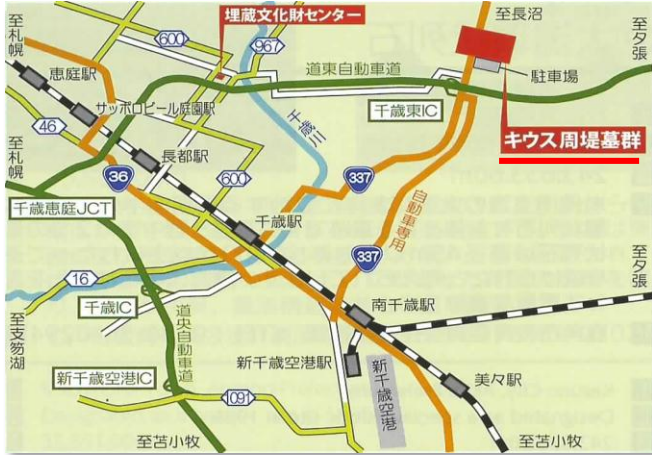 至札幌
埋蔵文化財センター
至長沼
至夕張
600
967
恵庭駅
道東自動車道
駐車場
サッポロビール庭園駅
千歳東IC
キウス周堤墓群
46
至札幌
長都駅
千歳川
36
600
337
自動車専用
千歳恵庭JCT
千歳駅
337
至夕張
16
千歳IC
道央自動車道
南千歳駅
至支笏湖
新千歳空港駅
新千歳空港IC
新千歳空港
美々駅
1091
至苫小牧
至苫小牧